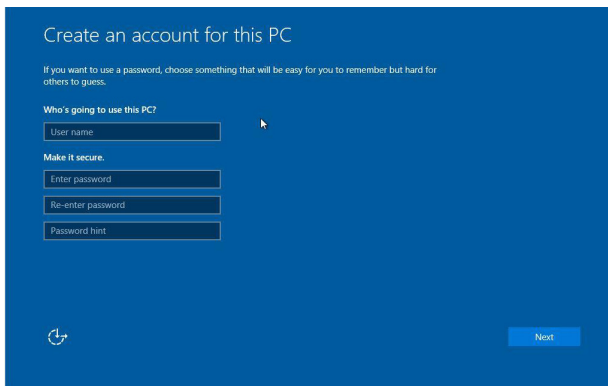 Create an account for this PC
If you want to use a password, choose something that will be easy for you to remember but hard for
others to guess.
Who's going to use this PC?
User name
Make it secure.
Enter password
Re-enter password
Password hint
Next